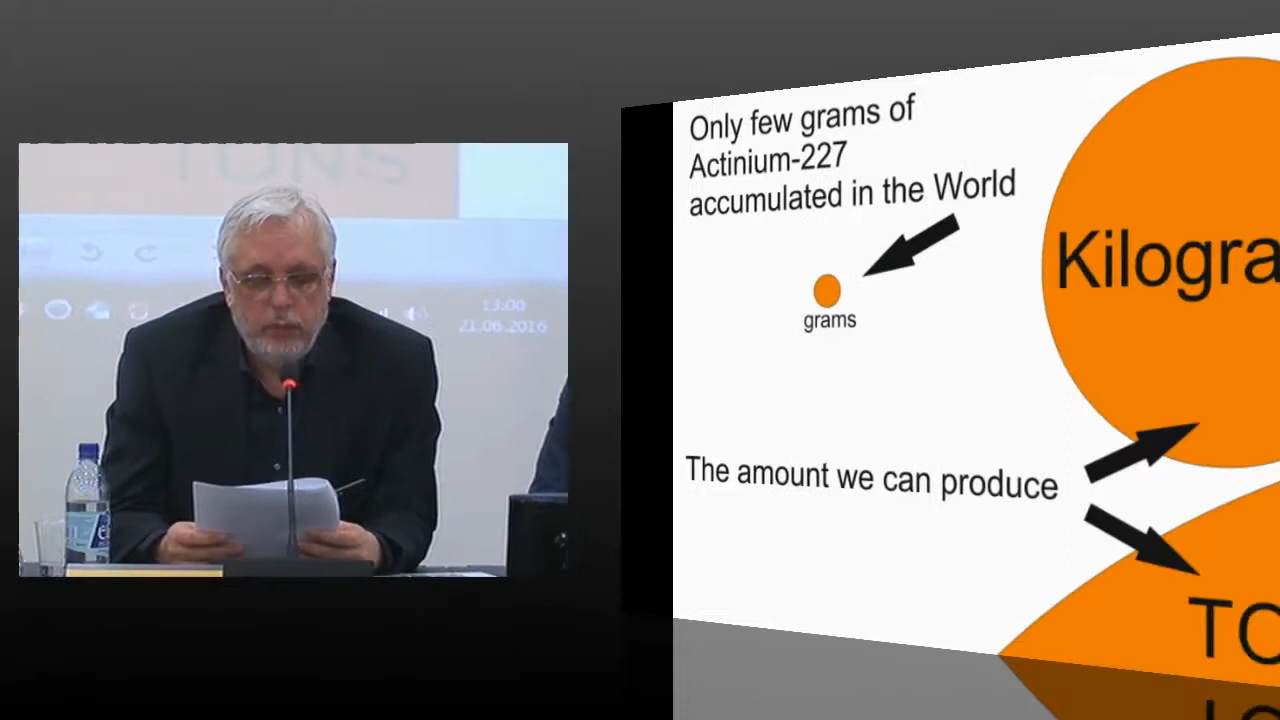 TONS
13:00
21.06.2016
Only few grams of
Actinium-227
accumulated in the World
grams
Kilogra
The amount we can produce
TO